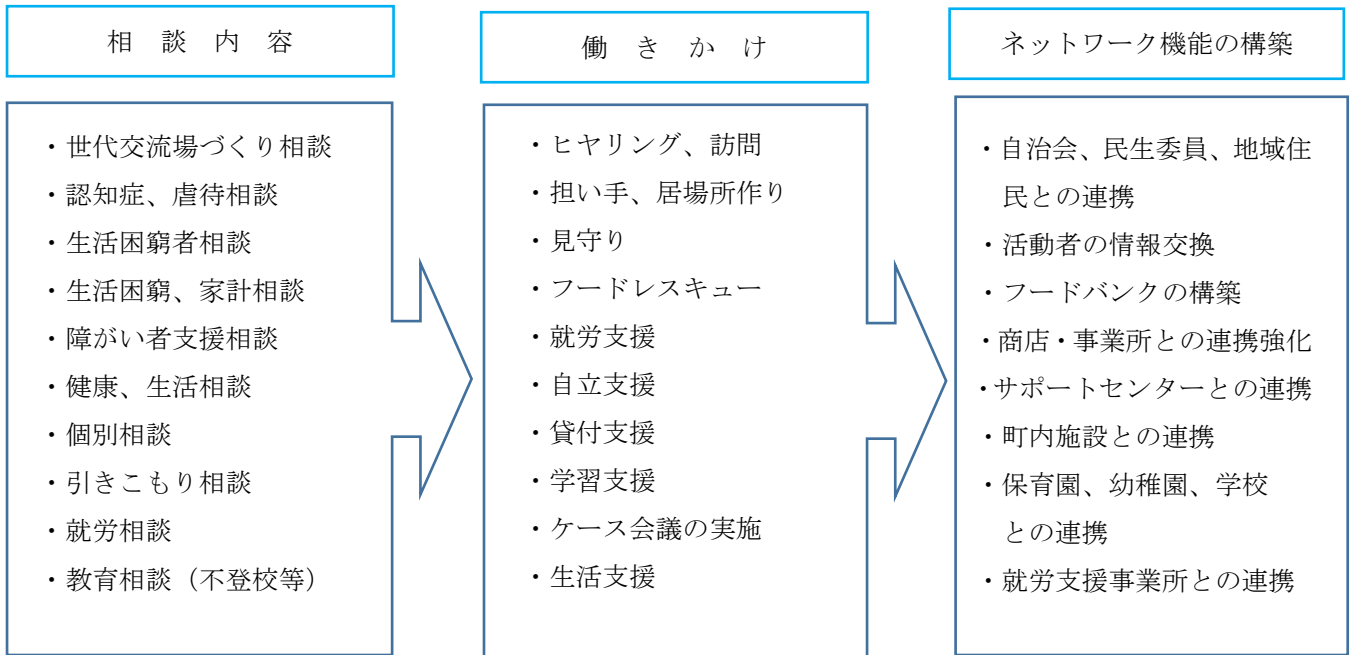 相談内容
・世代交流場づくり相談
・認知症、虐待相談
・生活困窮者相談
・生活困窮、家計相談
・障がい者支援相談
・健康、生活相談
・個別相談
・引きこもり相談
・就労相談
・教育相談（不登校等）
働きかけ
・ヒヤリング、訪問
・担い手、居場所作り
・見守り
・フードレスキュー
・就労支援
・自立支援
・貸付支援
・学習支援
・ケース会議の実施
・生活支援
ネットワーク機能の構築
・自治会、民生委員、地域住
民との連携
・活動者の情報交換
・フードバンクの構築
・商店・事業所との連携強化
・サポートセンターとの連携
・町内施設との連携
・保育園、幼稚園、学校
との連携
・就労支援事業所との連携